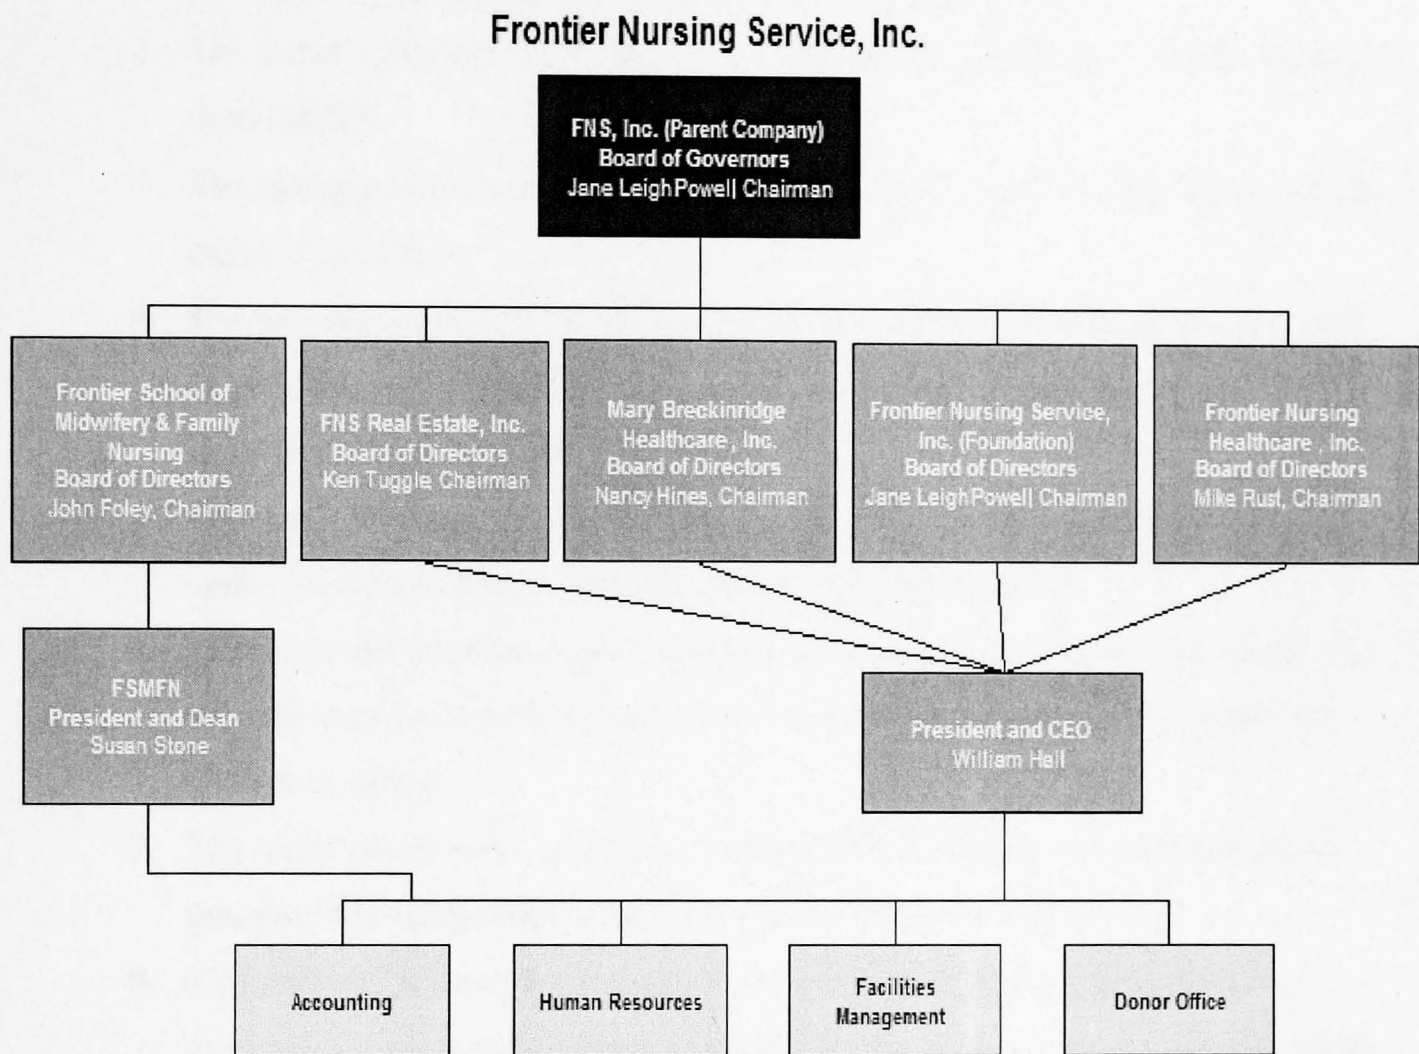 Frontier Nursing Service, Inc.
FNS, Inc. (Parent Company)
Board of Governors
Jane Leigh Powell, Chairman
Frontier School of
Midwifery & Family
Nursing
Board of Directors
John Foley, Chairman
FNS Real Estate, Inc.
Board of Directors
Ken Tuggle, Chairman
Mary Breckinridge
Healthcare, Inc.
Board of Directors
Nancy Hines, Chairman
Frontier Nursing Service,
Inc. (Foundation)
Board of Directors
Jane Leigh Powell, Chairman
Frontier Nursing
Healthcare, Inc.
Board of Directors
Mike Rust, Chairman
FSMFN
President and Dean
Susan Stone
President and CEO
William Hall
Accounting
Human Resources
Facilities
Management
Donor Office